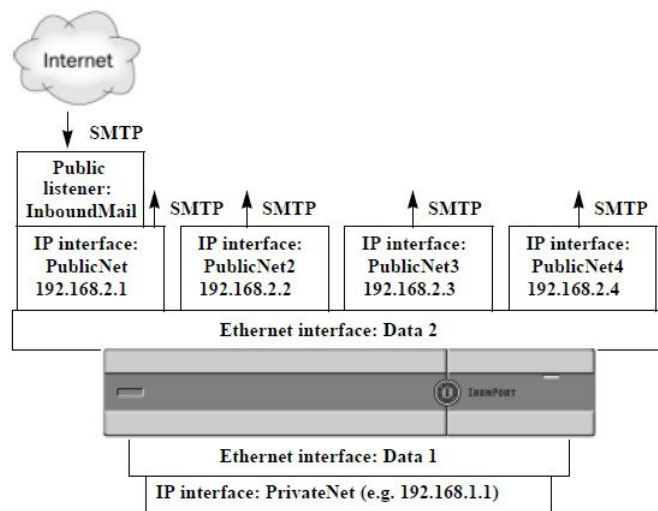 Internet
SMTP
Public
listener:
InboundMail
SMTP
SMTP
SMTP
SMTP
IP interface:
PublicNet
192.168.2.1
IP interface:
PublicNet2
192.168.2.2
IP interface:
PublicNet3
192.168.2.3
IP interface:
PublicNet4
192.168.2.4
Ethernet interface: Data 2
IRONPORT
Ethernet interface: Data 1
IP interface: PrivateNet (e.g. 192.168.1.1)